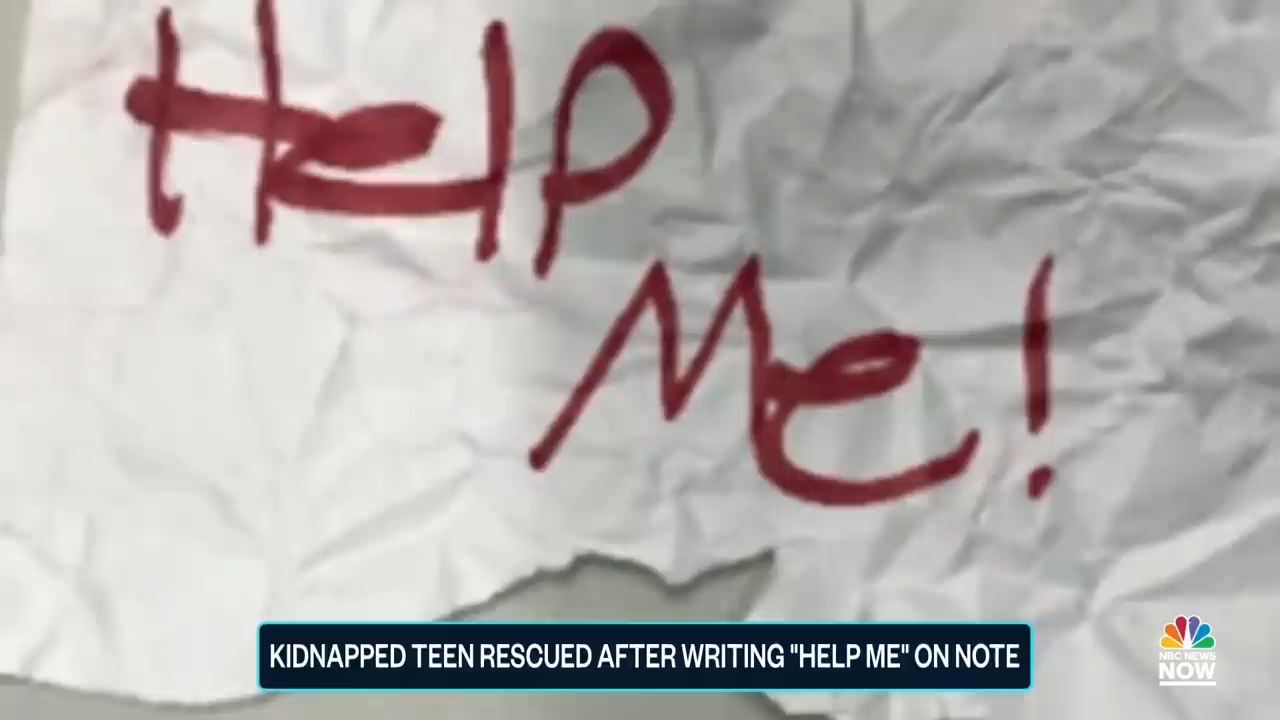 Help
Me!
KIDNAPPED TEEN RESCUED AFTER WRITING "HELP ME" ON NOTE
NBC NEWS
NOW